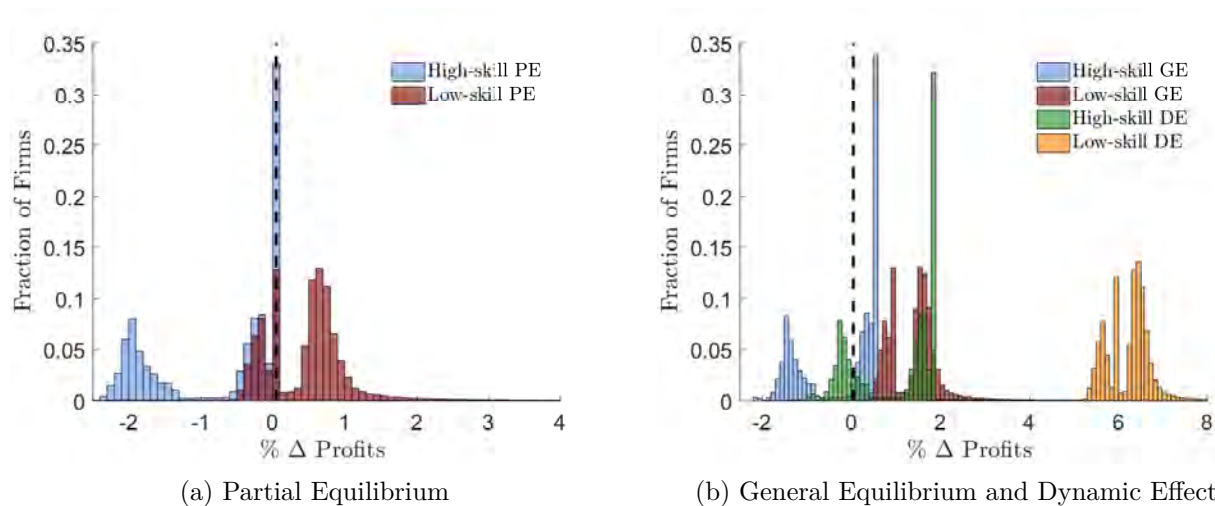 0.35
0.3
0.25
0.2
0.15
0.1
0.05
0
Fraction of Firms
High-skill PE
Low-skill PE
-2 -1 0 1 2 3 4
% Δ Profits
(a) Partial Equilibrium
0.35
0.3
0.25
0.2
0.15
0.1
0.05
0
Fraction of Firms
High-skill GE
Low-skill GE
High-skill DE
Low-skill DE
-2 0 2 4 6 8
% Δ Profits
(b) General Equilibrium and Dynamic Effect